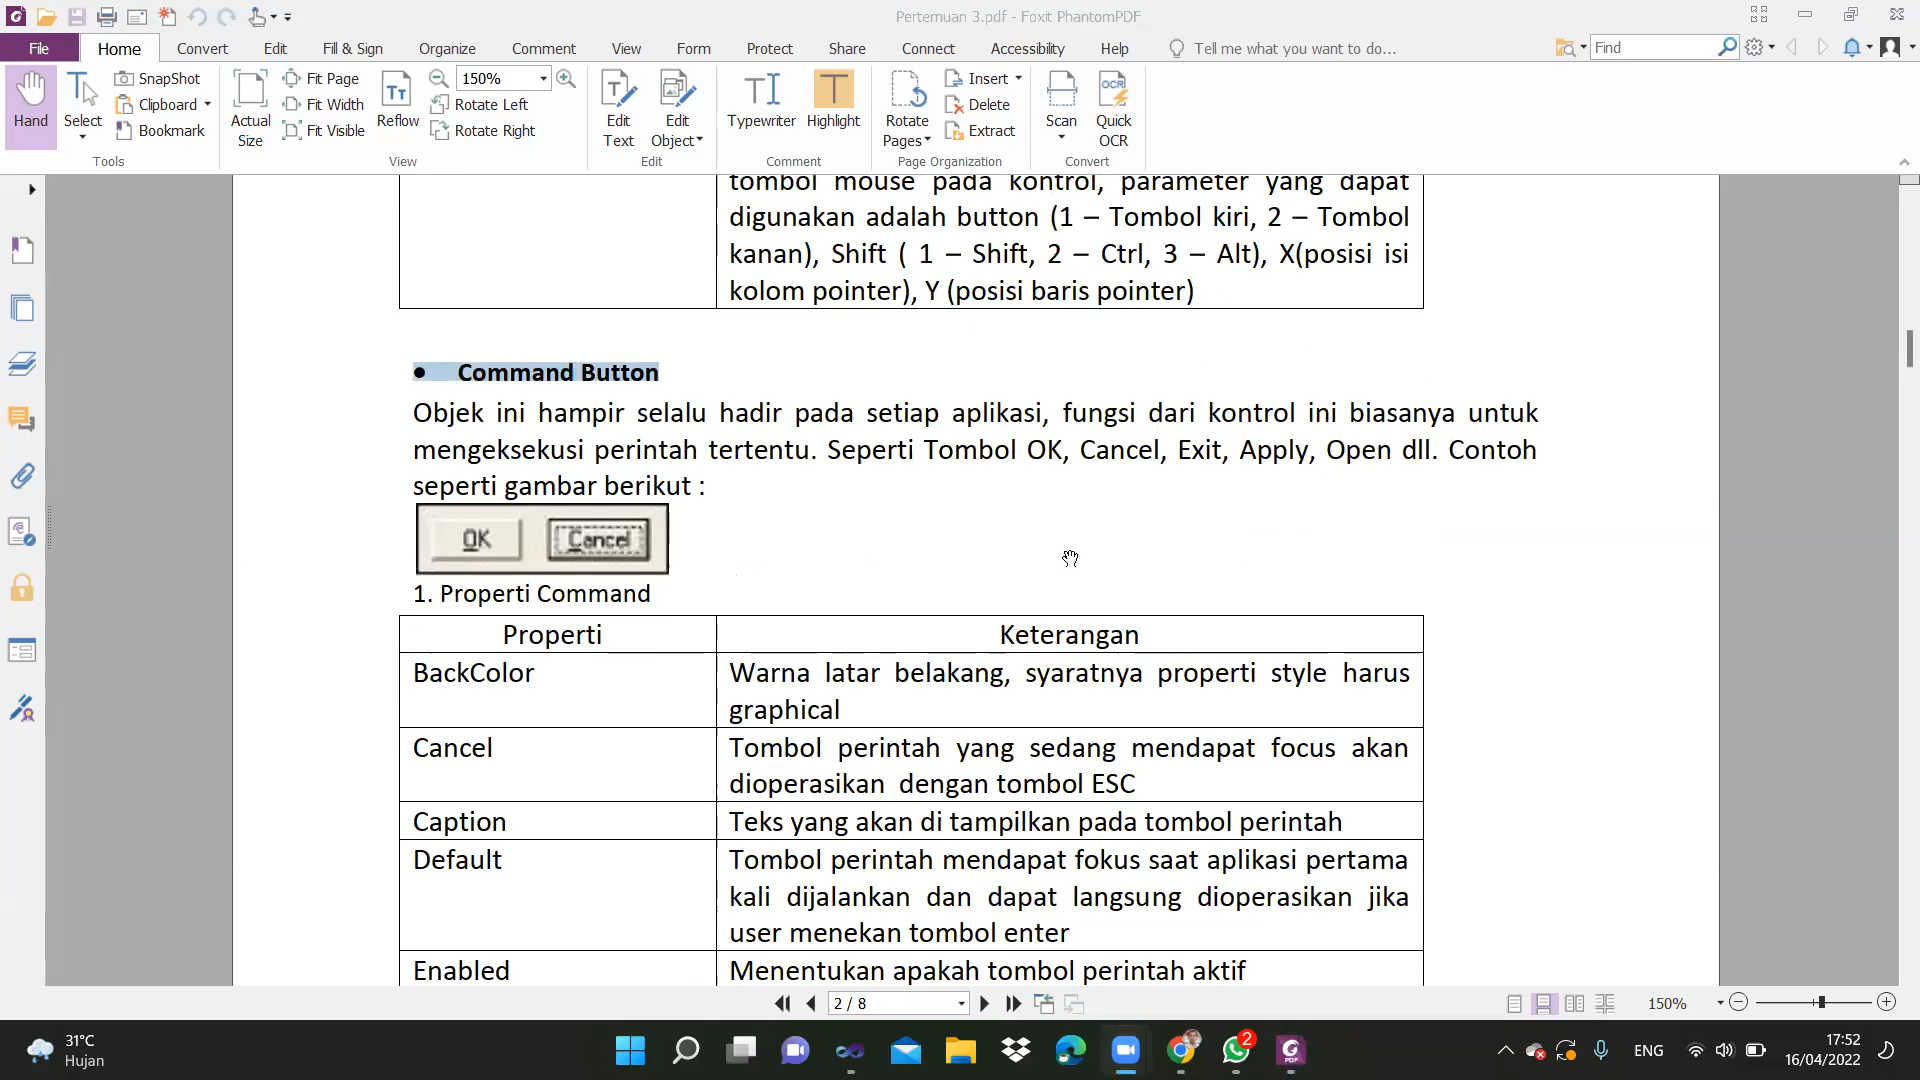 Pertemuan 3.pdf - Foxit PhantomPDF
File Home Convert Edit Fill & Sign Organize Comment View Form Protect Share Connect Accessibility Help Tell me what you want to do... Find
Hand
Select
SnapShot
Clipboard
Bookmark
Tools
Actual Size
Fit Page
Fit Width
Fit Visible
Reflow
150%
Rotate Left
Rotate Right
View
Edit Text
Edit Object
Edit
Typewriter
Highlight
Comment
Rotate Pages
Insert
Delete
Extract
Page Organization
Scan
OCR
Quick OCR
Convert
tombol mouse pada kontrol, parameter yang dapat
digunakan adalah button (1 – Tombol kiri, 2 – Tombol
kanan), Shift ( 1 – Shift, 2 – Ctrl, 3 – Alt), X(posisi isi
kolom pointer), Y (posisi baris pointer)
• Command Button
Objek ini hampir selalu hadir pada setiap aplikasi, fungsi dari kontrol ini biasanya untuk
mengeksekusi perintah tertentu. Seperti Tombol OK, Cancel, Exit, Apply, Open dll. Contoh
seperti gambar berikut :
OK Cancel
1. Properti Command
Properti Keterangan
BackColor Warna latar belakang, syaratnya properti style harus
graphical
Cancel Tombol perintah yang sedang mendapat focus akan
dioperasikan dengan tombol ESC
Caption Teks yang akan di tampilkan pada tombol perintah
Default Tombol perintah mendapat fokus saat aplikasi pertama
kali dijalankan dan dapat langsung dioperasikan jika
user menekan tombol enter
Enabled Menentukan apakah tombol perintah aktif
2 / 8 150%
31°C
Hujan
2
PDF
ENG
17:52
16/04/2022